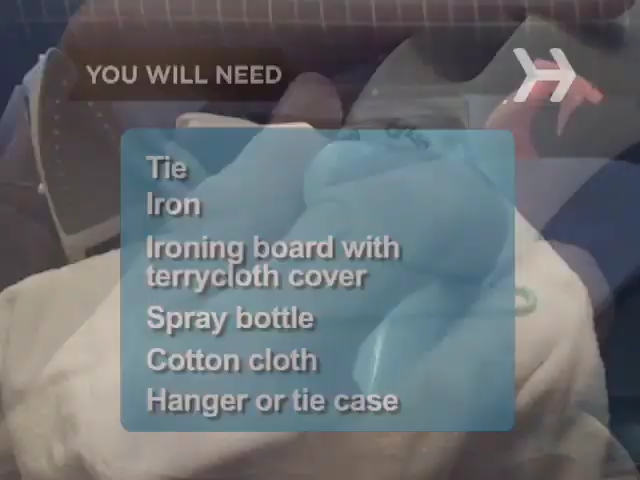 YOU WILL NEED
Tie
Iron
Ironing board with
terrycloth cover
Spray bottle
Cotton cloth
Hanger or tie case